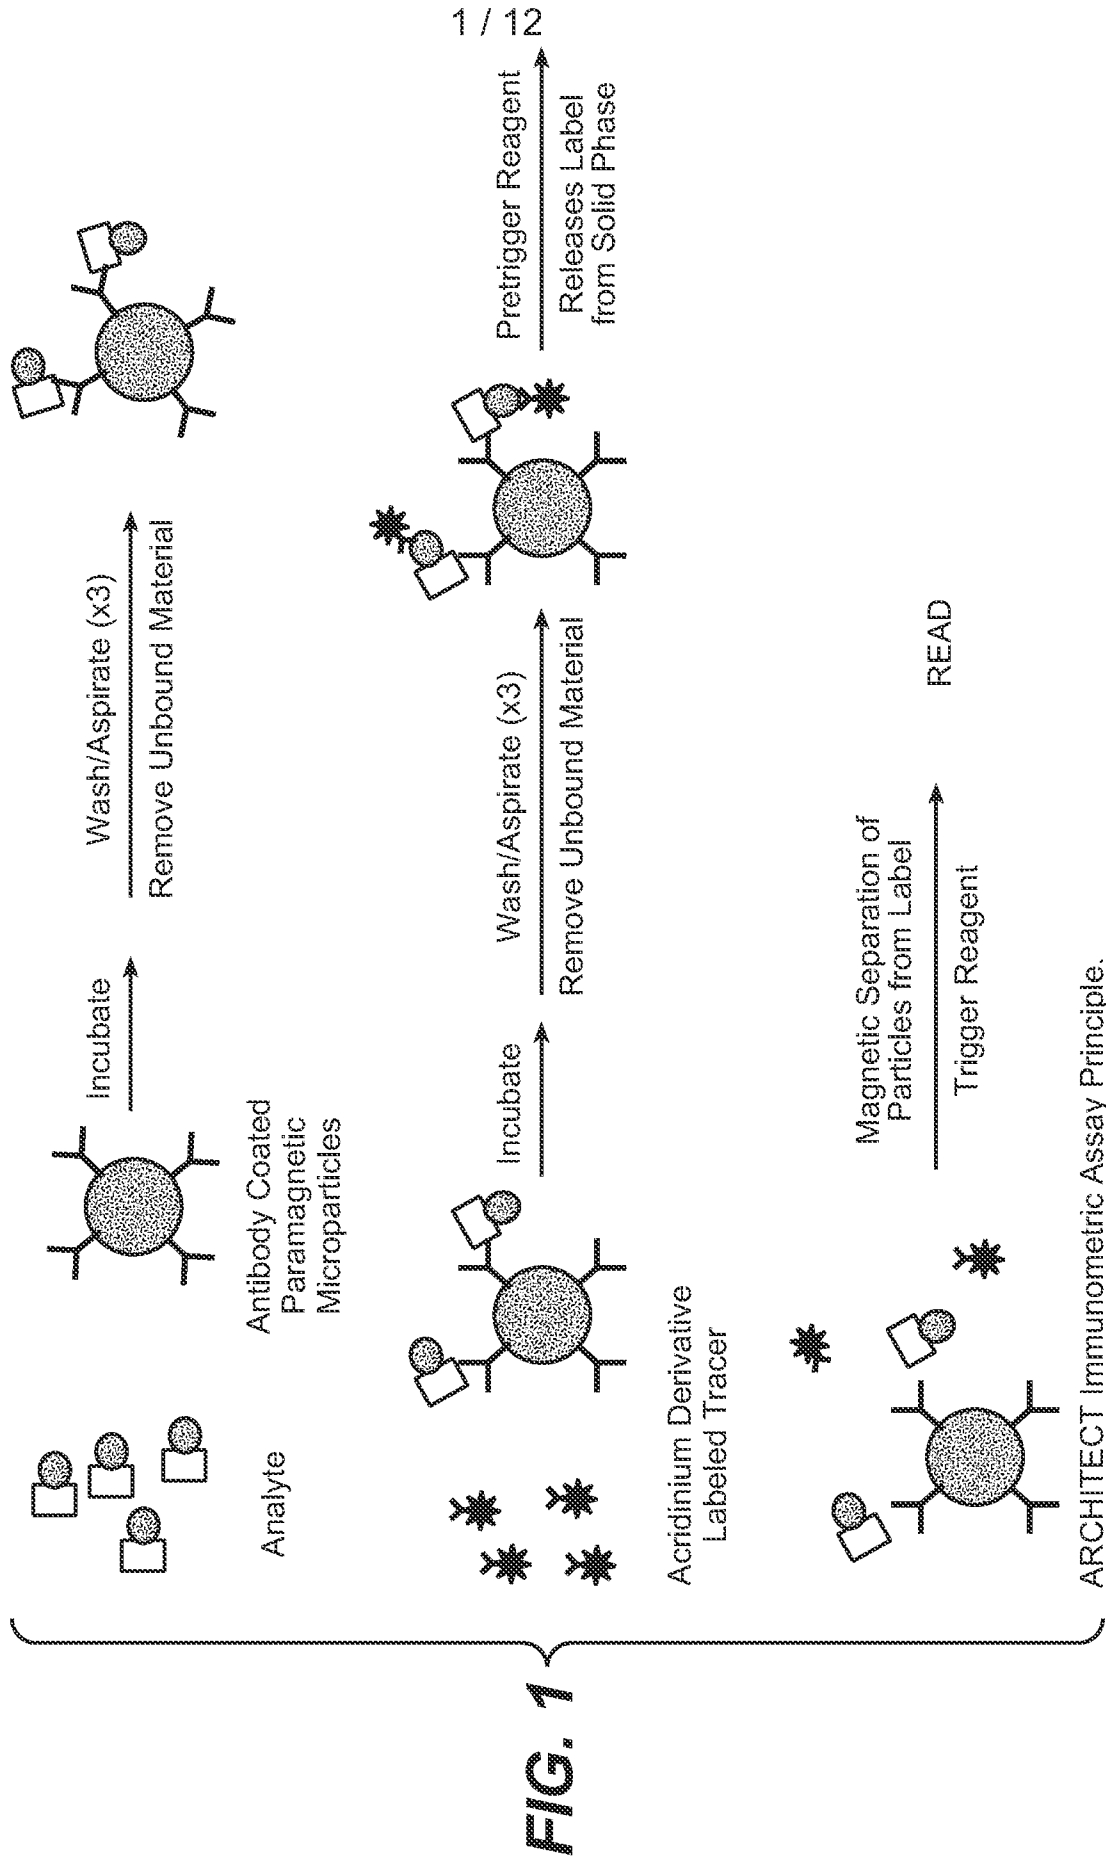 1 / 12
Incubate
Wash/Aspirate (x3)
Remove Unbound Material
Analyte
Antibody Coated
Paramagnetic
Microparticles
Incubate
Wash/Aspirate (x3)
Remove Unbound Material
Pretrigger Reagent
Releases Label
from Solid Phase
Acridinium Derivative
Labeled Tracer
Magnetic Separation of
Particles from Label
Trigger Reagent
READ
ARCHITECT Immunometric Assay Principle.
FIG. 1